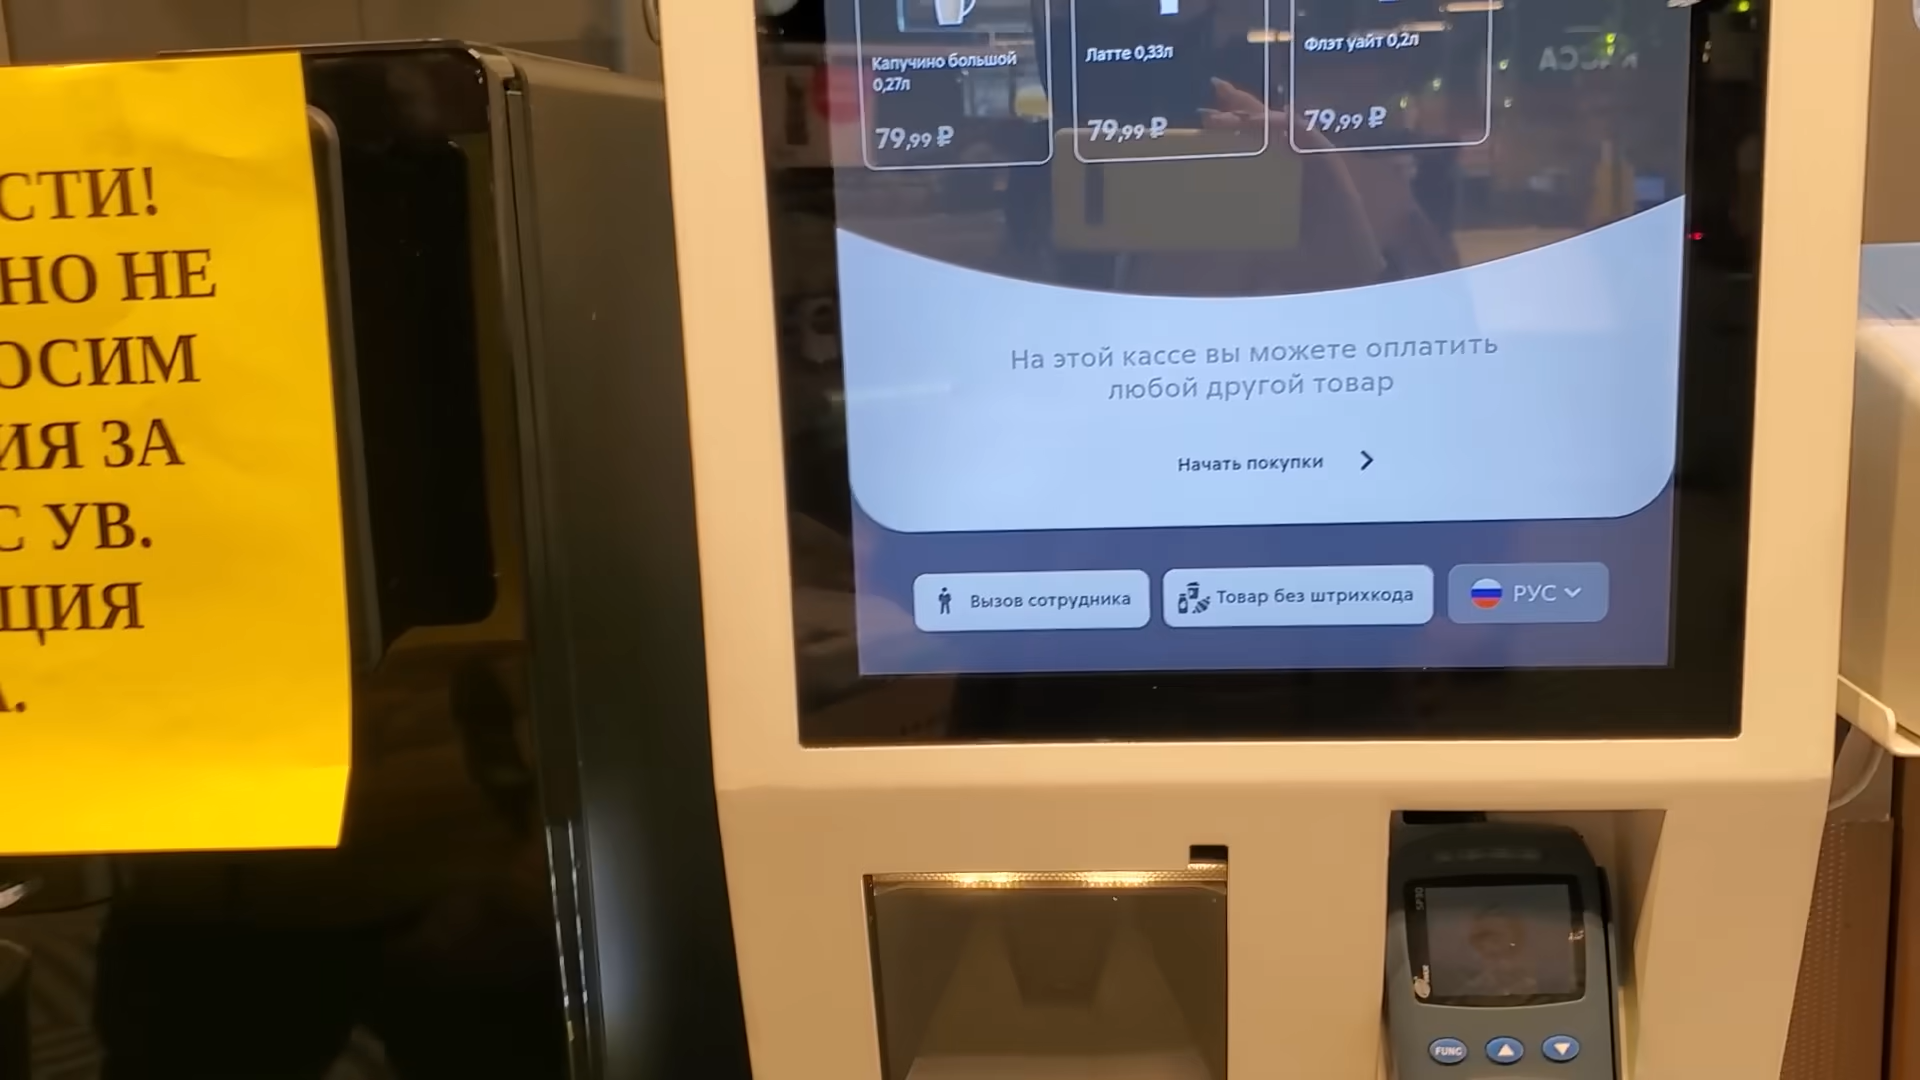 СТИ!
НО НЕ
ОСИМ
ИЯ ЗА
С УВ.
ЦИЯ
А.
Капучино большой
0,27л
79,99 ₽
Латте 0,33л
79,99 ₽
Флэт уайт 0,2л
79,99 ₽
На этой кассе вы можете оплатить
любой другой товар
Начать покупки
Вызов сотрудника
Товар без штрихкода
РУС
SP30
FUNC